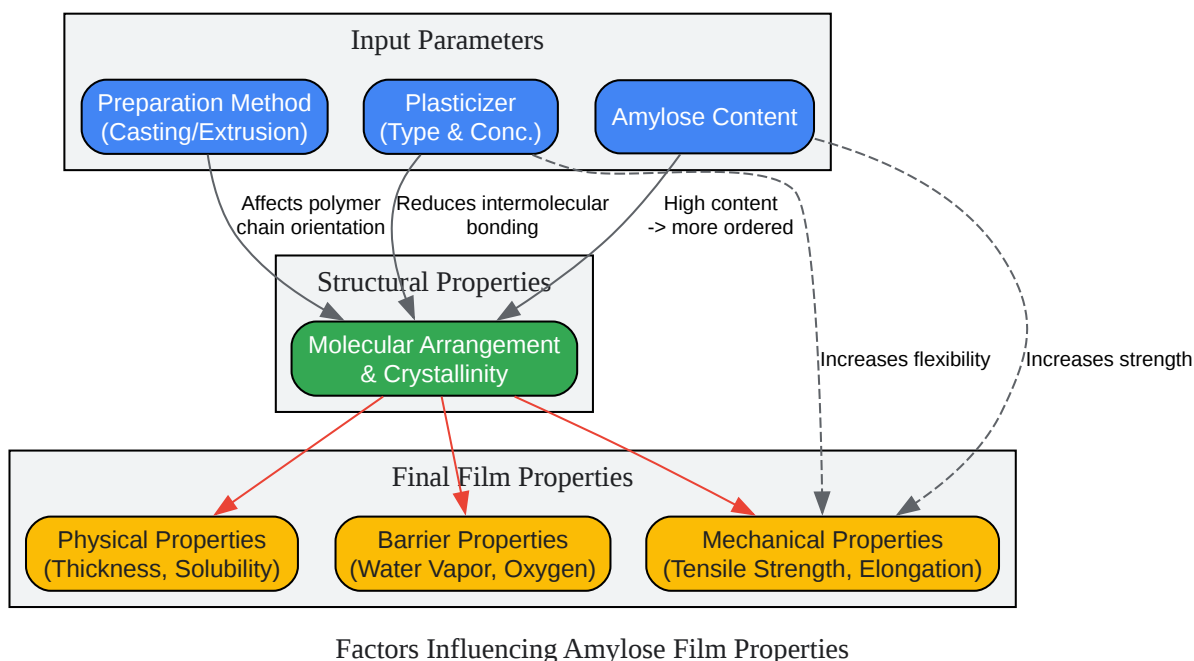 Input Parameters
Preparation Method
(Casting/Extrusion)
Plasticizer
(Type & Conc.)
Amylose Content
Affects polymer
chain orientation
Reduces intermolecular
bonding
High content
-> more ordered
Structural Properties
Molecular Arrangement
& Crystallinity
Increases flexibility
Increases strength
Final Film Properties
Physical Properties
(Thickness, Solubility)
Barrier Properties
(Water Vapor, Oxygen)
Mechanical Properties
(Tensile Strength, Elongation)
Factors Influencing Amylose Film Properties